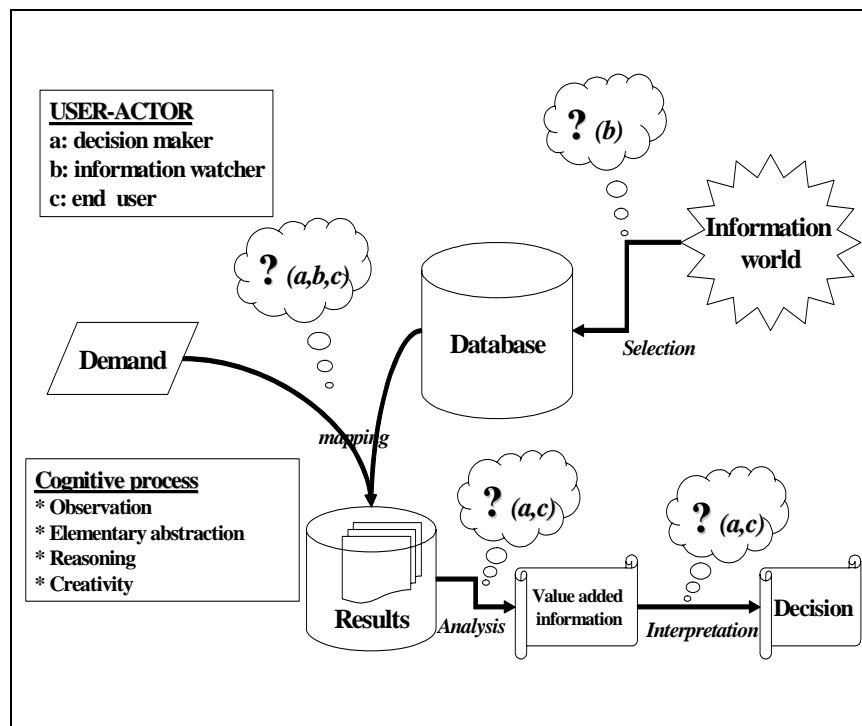 USER-ACTOR
a: decision maker
b: information watcher
c: end user
? (b)
Information
world
? (a,b,c)
Database
Selection
Demand
mapping
Cognitive process
* Observation
* Elementary abstraction
* Reasoning
* Creativity
? (a,c)
? (a,c)
Results
Analysis
Value added
information
Interpretation
Decision